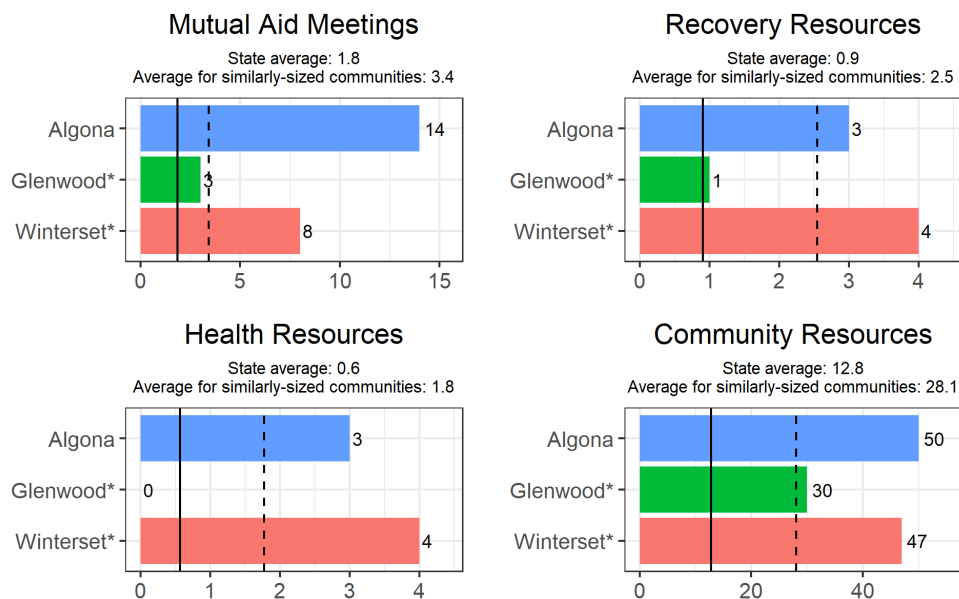 Mutual Aid Meetings
State average: 1.8
Average for similarly-sized communities: 3.4
Algona
14
Glenwood*
3
Winterset*
8
0 5 10 15
Recovery Resources
State average: 0.9
Average for similarly-sized communities: 2.5
Algona
3
Glenwood*
1
Winterset*
4
0 1 2 3 4
Health Resources
State average: 0.6
Average for similarly-sized communities: 1.8
Algona
3
Glenwood*
0
Winterset*
4
0 1 2 3 4
Community Resources
State average: 12.8
Average for similarly-sized communities: 28.1
Algona
50
Glenwood*
30
Winterset*
47
0 20 40